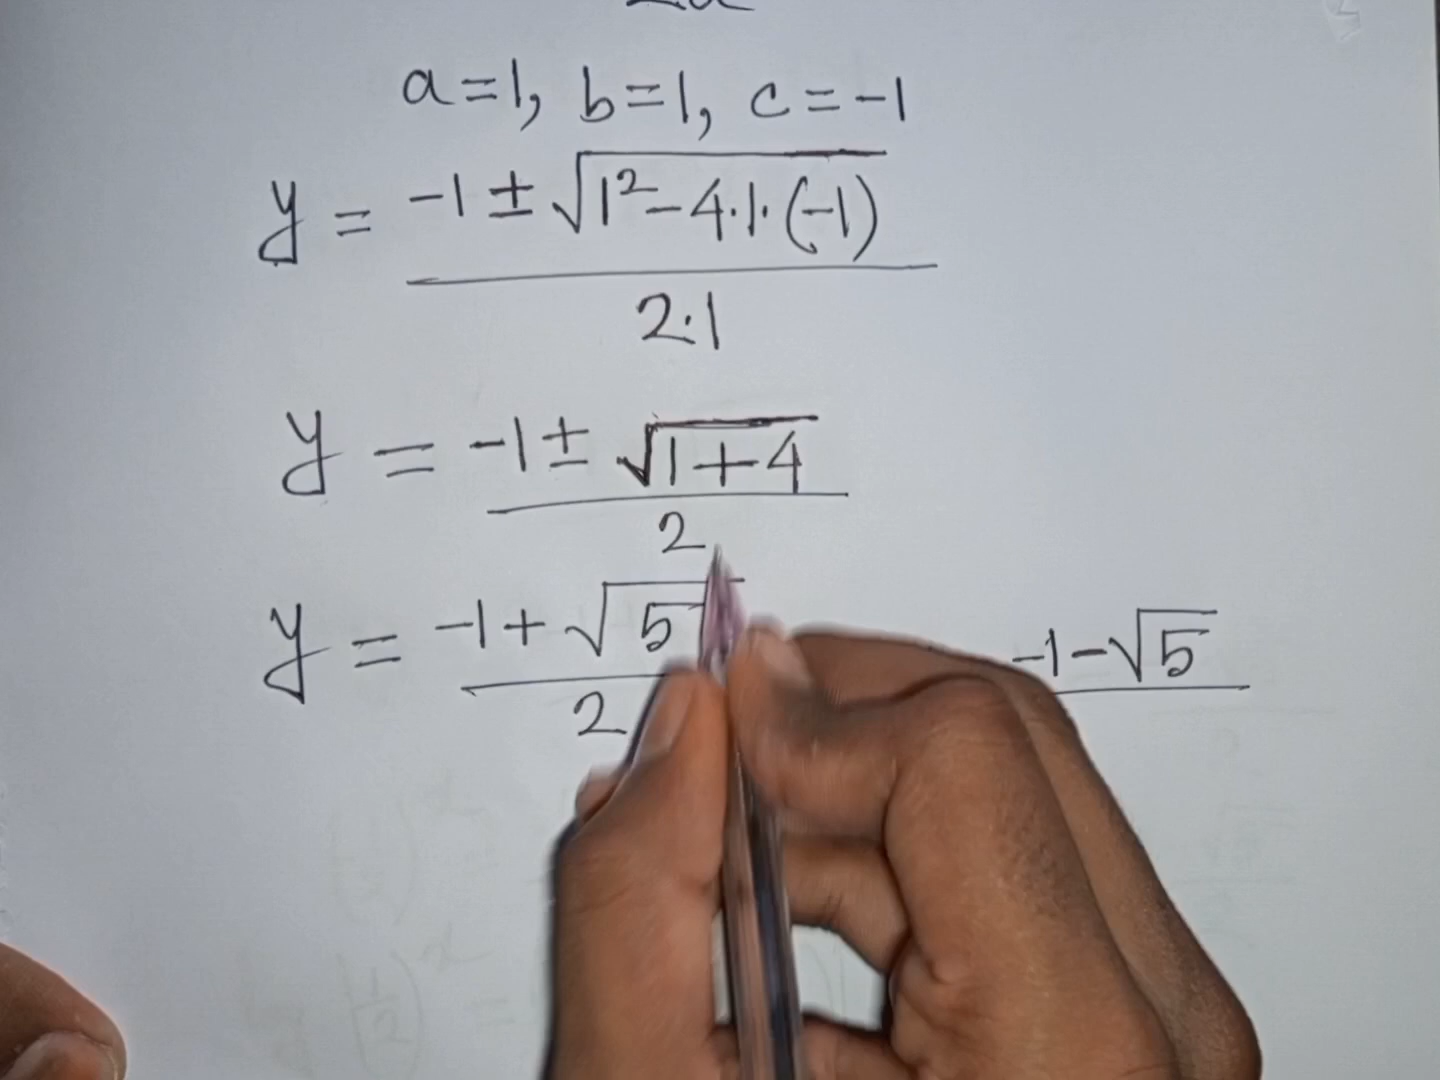 a=1, b=1, c=-1
y = -1 ± √1² - 4·1·(-1)
2·1
y = -1 ± √1+4
2
y = -1 + √5 -1-√5
2